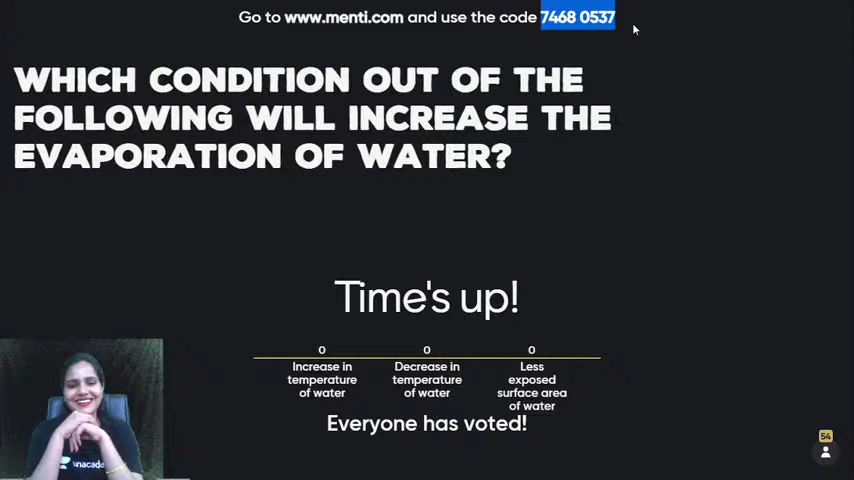 Go to www.menti.com and use the code 7468 0537
WHICH CONDITION OUT OF THE
FOLLOWING WILL INCREASE THE
EVAPORATION OF WATER?
Time's up!
0 0 0
Increase in
temperature
of water
Decrease in
temperature
of water
Less
exposed
surface area
of water
Everyone has voted!
54